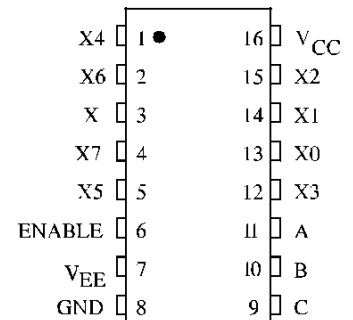 X4 1 16 VCC
X6 2 15 X2
X 3 14 X1
X7 4 13 X0
X5 5 12 X3
ENABLE 6 11 A
VEE 7 10 B
GND 8 9 C